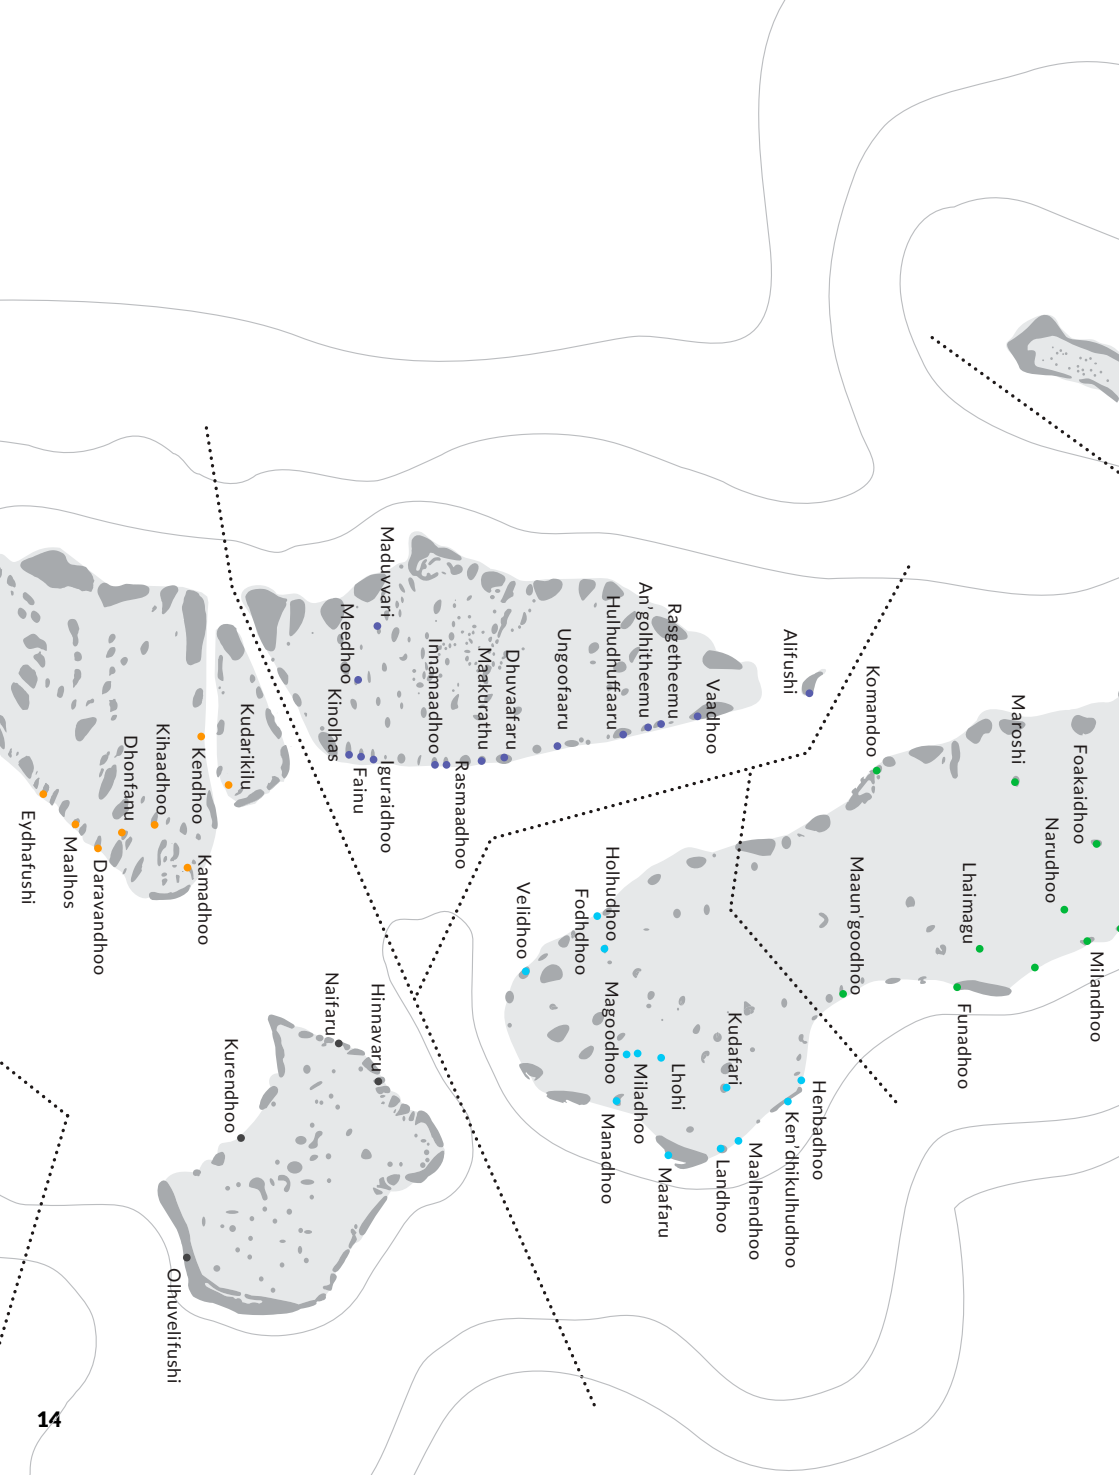 Foakaidhoo
Maroshi
Narudhoo
Milandhoo
Lhaimagu
Funadhoo
Komandoo
Maaun'goodhoo
Alifushi
Vaadhoo
Rasgetheemu
An'golhitheemu
Hulhudhuffaaru
Ungoofaaru
Dhuvaafaru
Maakurathu
Rasmaadhoo
Innamaadhoo
Maduvvari
Iguraidhoo
Fainu
Meedhoo
Kinolhas
Henbadhoo
Ken'dhikulhudhoo
Maalhendhoo
Kudafari
Landhoo
Lhohi
Maafaru
Miladhoo
Magoodhoo
Manadhoo
Holhudhoo
Fodhdhoo
Velidhoo
Kudarikilu
Kamadhoo
Kendhoo
Kihaadhoo
Dhonfanu
Daravandhoo
Maalhos
Eydhafushi
Hinnavaru
Naifaru
Kurendhoo
Olhuvelifushi
14